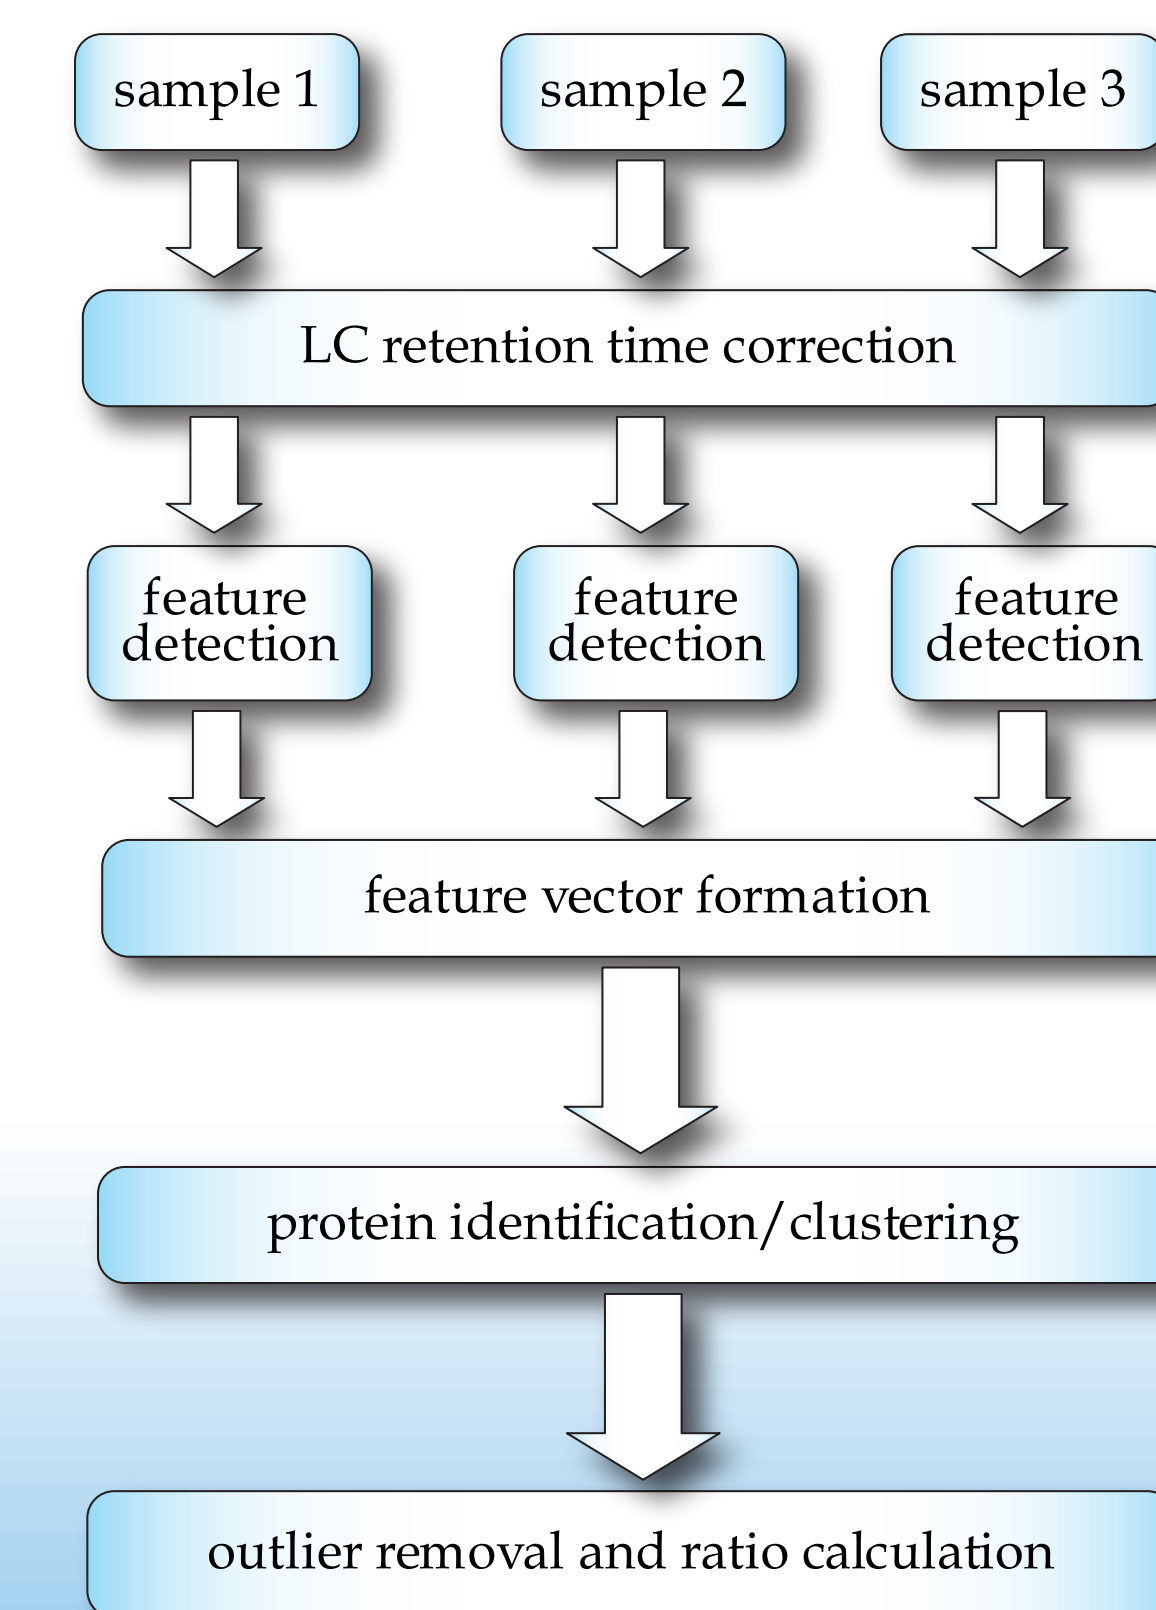 sample 1
sample 2
sample 3
LC retention time correction
feature
detection
feature
detection
feature
detection
feature vector formation
protein identification/clustering
outlier removal and ratio calculation